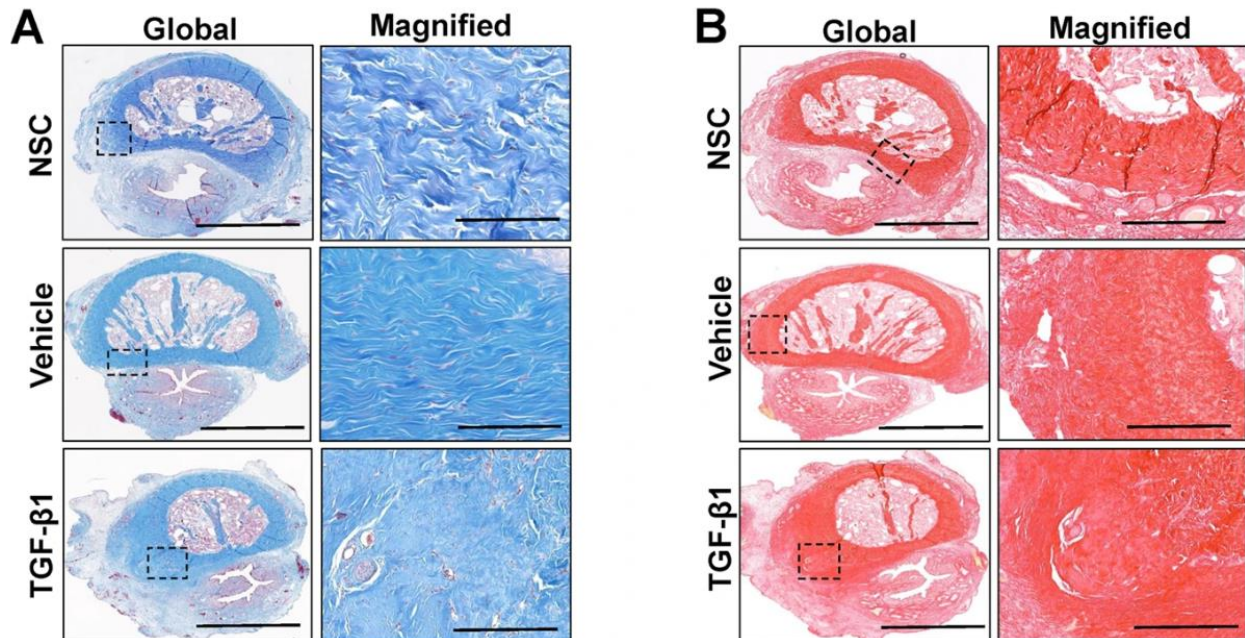 A
Global Magnified
NSC
Vehicle
TGF-β1
B
Global Magnified
NSC
Vehicle
TGF-β1